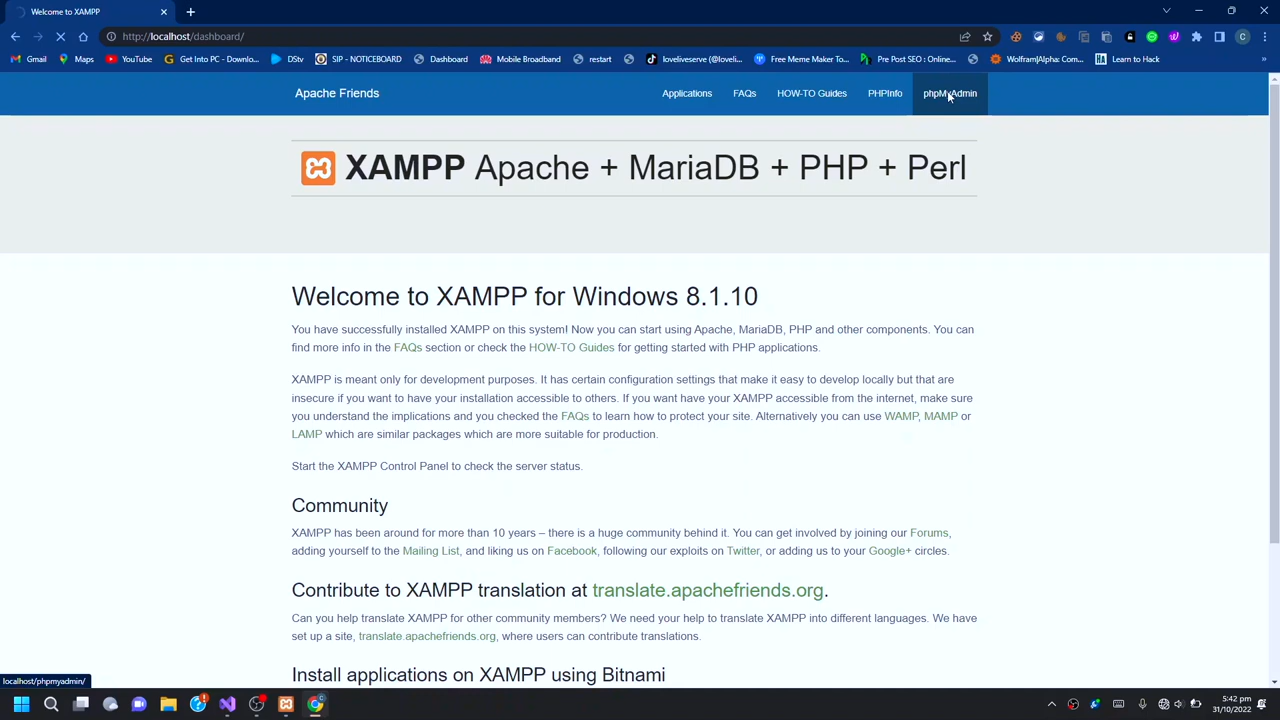 Welcome to XAMPP
http://localhost/dashboard/
Gmail
Maps
YouTube
Get Into PC - Downlo...
DStv
SIP - NOTICEBOARD
Dashboard
Mobile Broadband
restart
loveliveserve (@loveli...
Free Meme Maker To...
Pre Post SEO : Online...
Wolfram|Alpha: Com...
Learn to Hack
»
Apache Friends
Applications
FAQs
HOW-TO Guides
PHPInfo
phpMyAdmin
XAMPP Apache + MariaDB + PHP + Perl
Welcome to XAMPP for Windows 8.1.10
You have successfully installed XAMPP on this system! Now you can start using Apache, MariaDB, PHP and other components. You can
find more info in the FAQs section or check the HOW-TO Guides for getting started with PHP applications.
XAMPP is meant only for development purposes. It has certain configuration settings that make it easy to develop locally but that are
insecure if you want to have your installation accessible to others. If you want have your XAMPP accessible from the internet, make sure
you understand the implications and you checked the FAQs to learn how to protect your site. Alternatively you can use WAMP, MAMP or
LAMP which are similar packages which are more suitable for production.
Start the XAMPP Control Panel to check the server status.
Community
XAMPP has been around for more than 10 years – there is a huge community behind it. You can get involved by joining our Forums,
adding yourself to the Mailing List, and liking us on Facebook, following our exploits on Twitter, or adding us to your Google+ circles.
Contribute to XAMPP translation at translate.apachefriends.org.
Can you help translate XAMPP for other community members? We need your help to translate XAMPP into different languages. We have
set up a site, translate.apachefriends.org, where users can contribute translations.
Install applications on XAMPP using Bitnami
localhost/phpmyadmin/
5:42 pm
31/10/2022